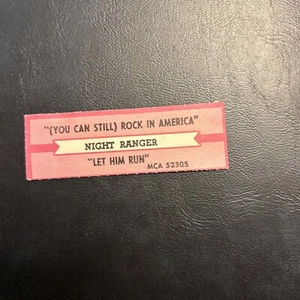 "(YOU CAN STILL) ROCK IN AMERICA"
NIGHT RANGER
"LET HIM RUN"
MCA 52305